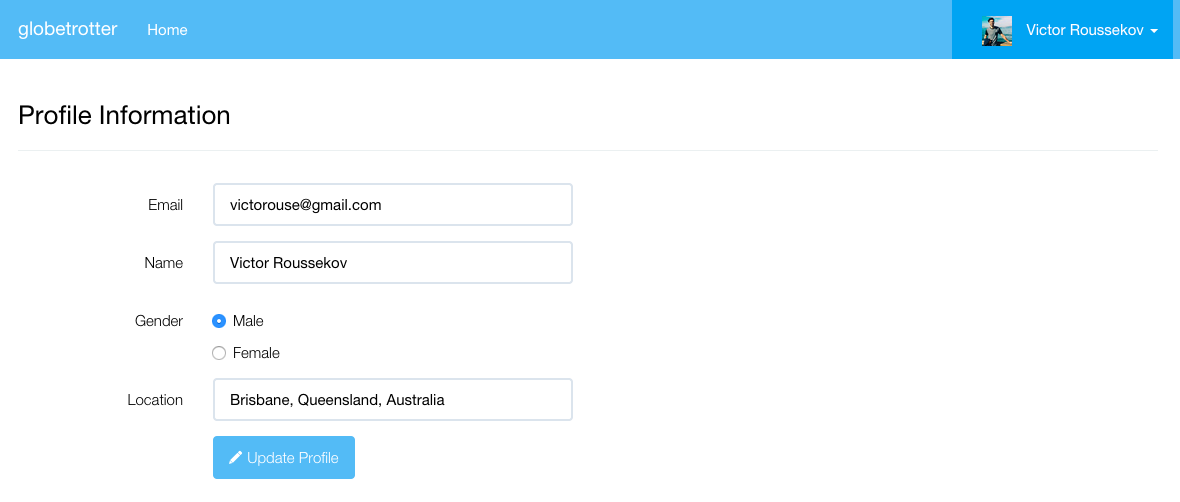 globetrotter Home Victor Roussekov
Profile Information
Email victorouse@gmail.com
Name Victor Roussekov
Gender Male
Female
Location Brisbane, Queensland, Australia
Update Profile